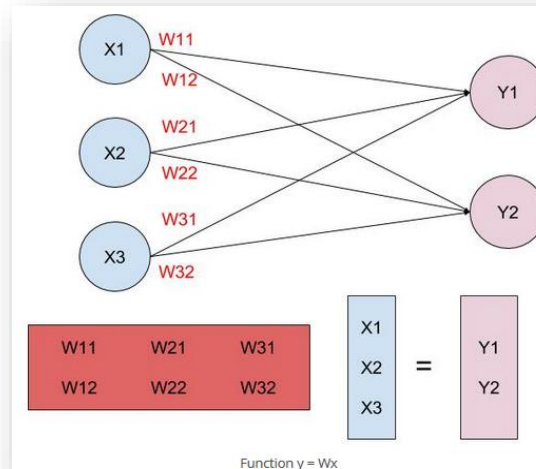 X1
W11
W12
Y1
W21
X2
W22
Y2
W31
X3
W32
W11 W21 W31
W12 W22 W32
X1
X2
X3
=
Y1
Y2
Function y = Wx